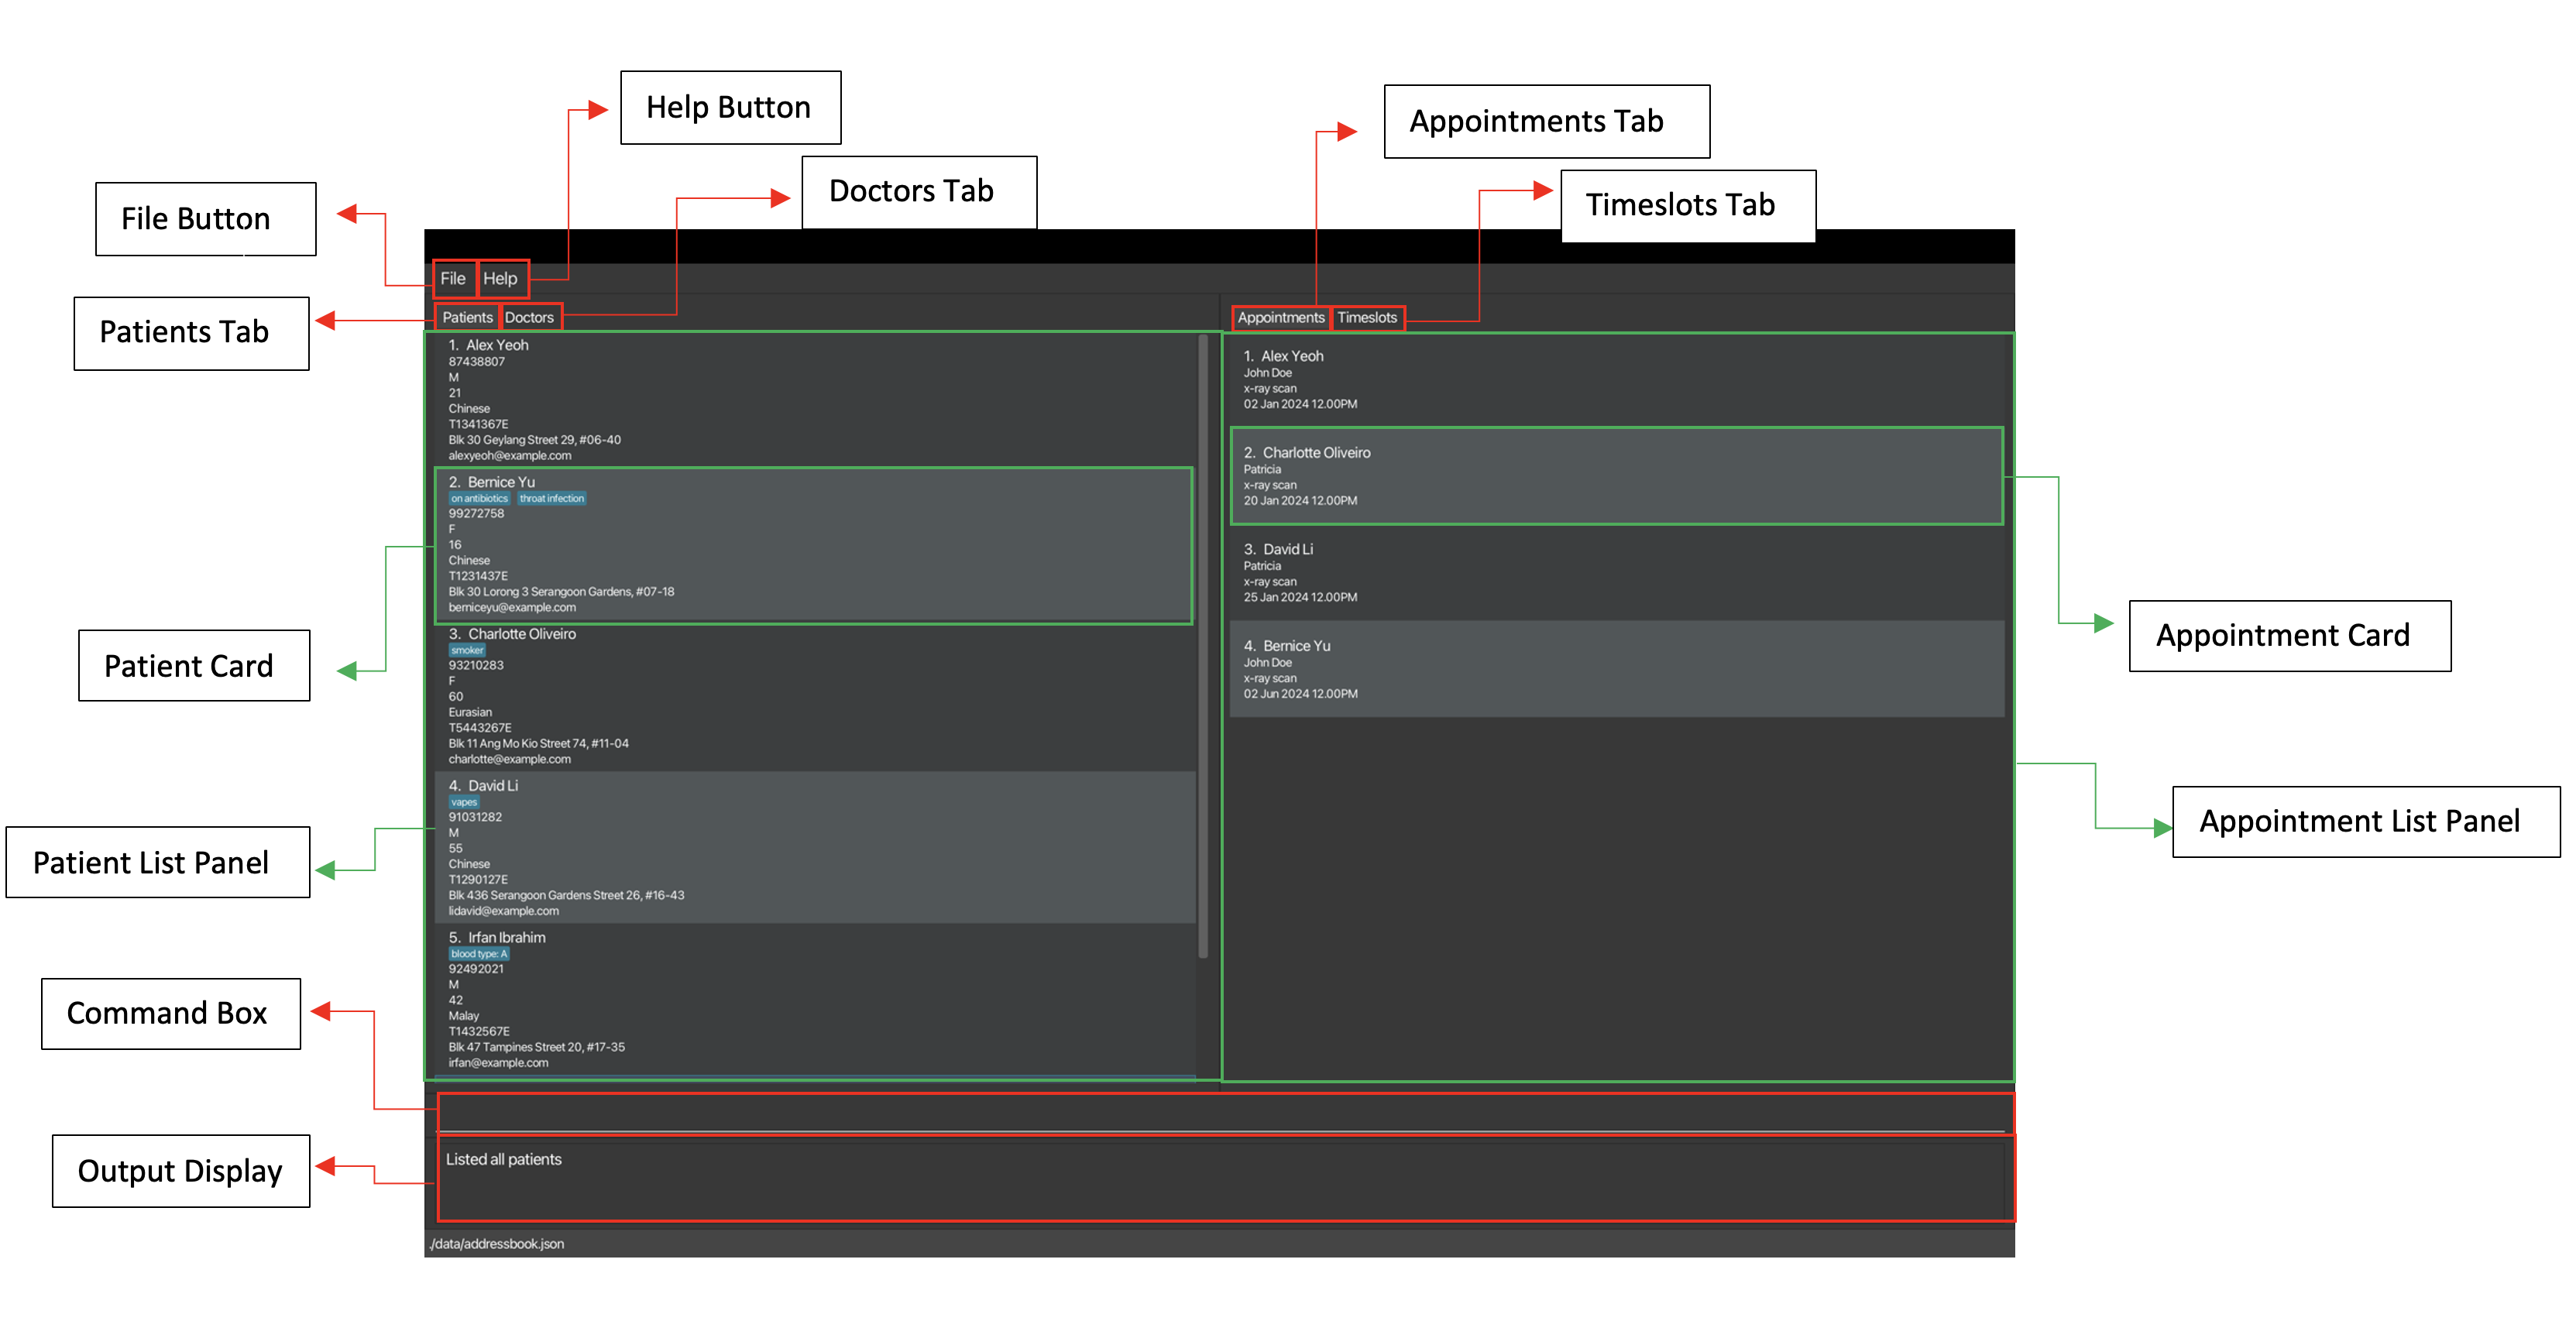 Help Button
Appointments Tab
Doctors Tab
Timeslots Tab
File Button
File Help
Patients Tab
Patients Doctors
Appointments Timeslots
1. Alex Yeoh
87438807
M
21
Chinese
T1341367E
Blk 30 Geylang Street 29, #06-40
alexyeoh@example.com
2. Bernice Yu
on antibiotics throat infection
99272758
F
16
Chinese
T1231437E
Blk 30 Lorong 3 Serangoon Gardens, #07-18
berniceyu@example.com
3. Charlotte Oliveiro
smoker
93210283
F
60
Eurasian
T5443267E
Blk 11 Ang Mo Kio Street 74, #11-04
charlotte@example.com
4. David Li
vapes
91031282
M
55
Chinese
T1290127E
Blk 436 Serangoon Gardens Street 26, #16-43
lidavid@example.com
5. Irfan Ibrahim
blood type: A
92492021
M
42
Malay
T1432567E
Blk 47 Tampines Street 20, #17-35
irfan@example.com
1. Alex Yeoh
John Doe
x-ray scan
02 Jan 2024 12.00PM
2. Charlotte Oliveiro
Patricia
x-ray scan
20 Jan 2024 12.00PM
3. David Li
Patricia
x-ray scan
25 Jan 2024 12.00PM
4. Bernice Yu
John Doe
x-ray scan
02 Jun 2024 12.00PM
Patient Card
Appointment Card
Patient List Panel
Appointment List Panel
Command Box
Output Display
Listed all patients
./data/addressbook.json